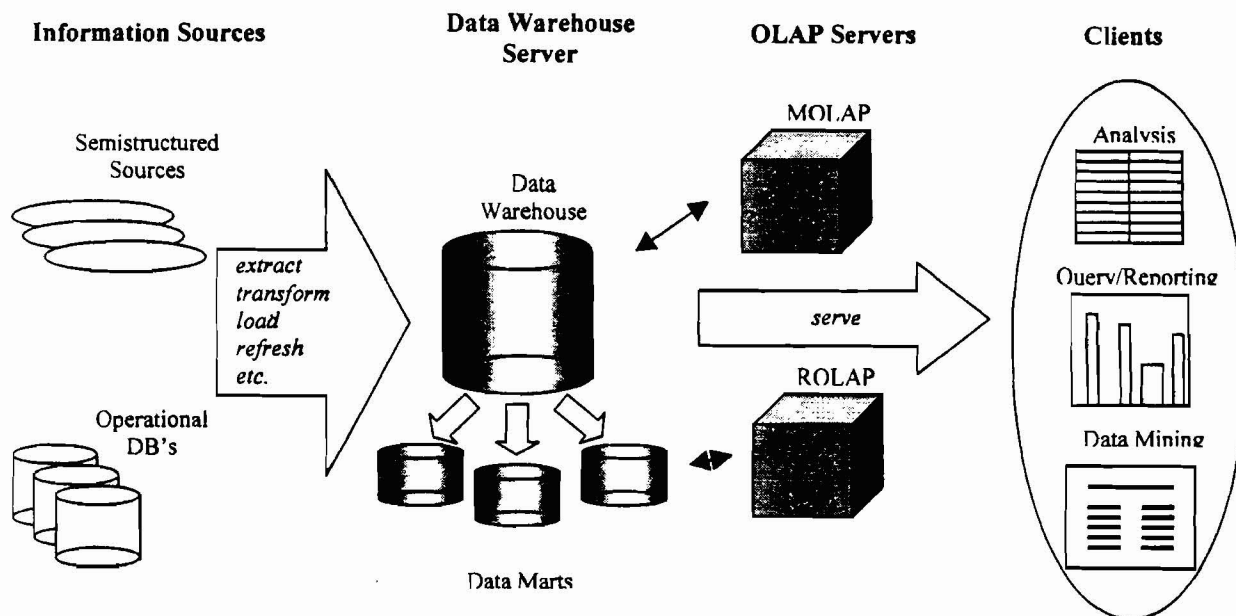 Information Sources
Data Warehouse
Server
OLAP Servers
Clients
Semistructured
Sources
Operational
DB's
extract
transform
load
refresh
etc.
Data
Warehouse
Data Marts
MOLAP
serve
ROLAP
Analysis
Query/Reporting
Data Mining